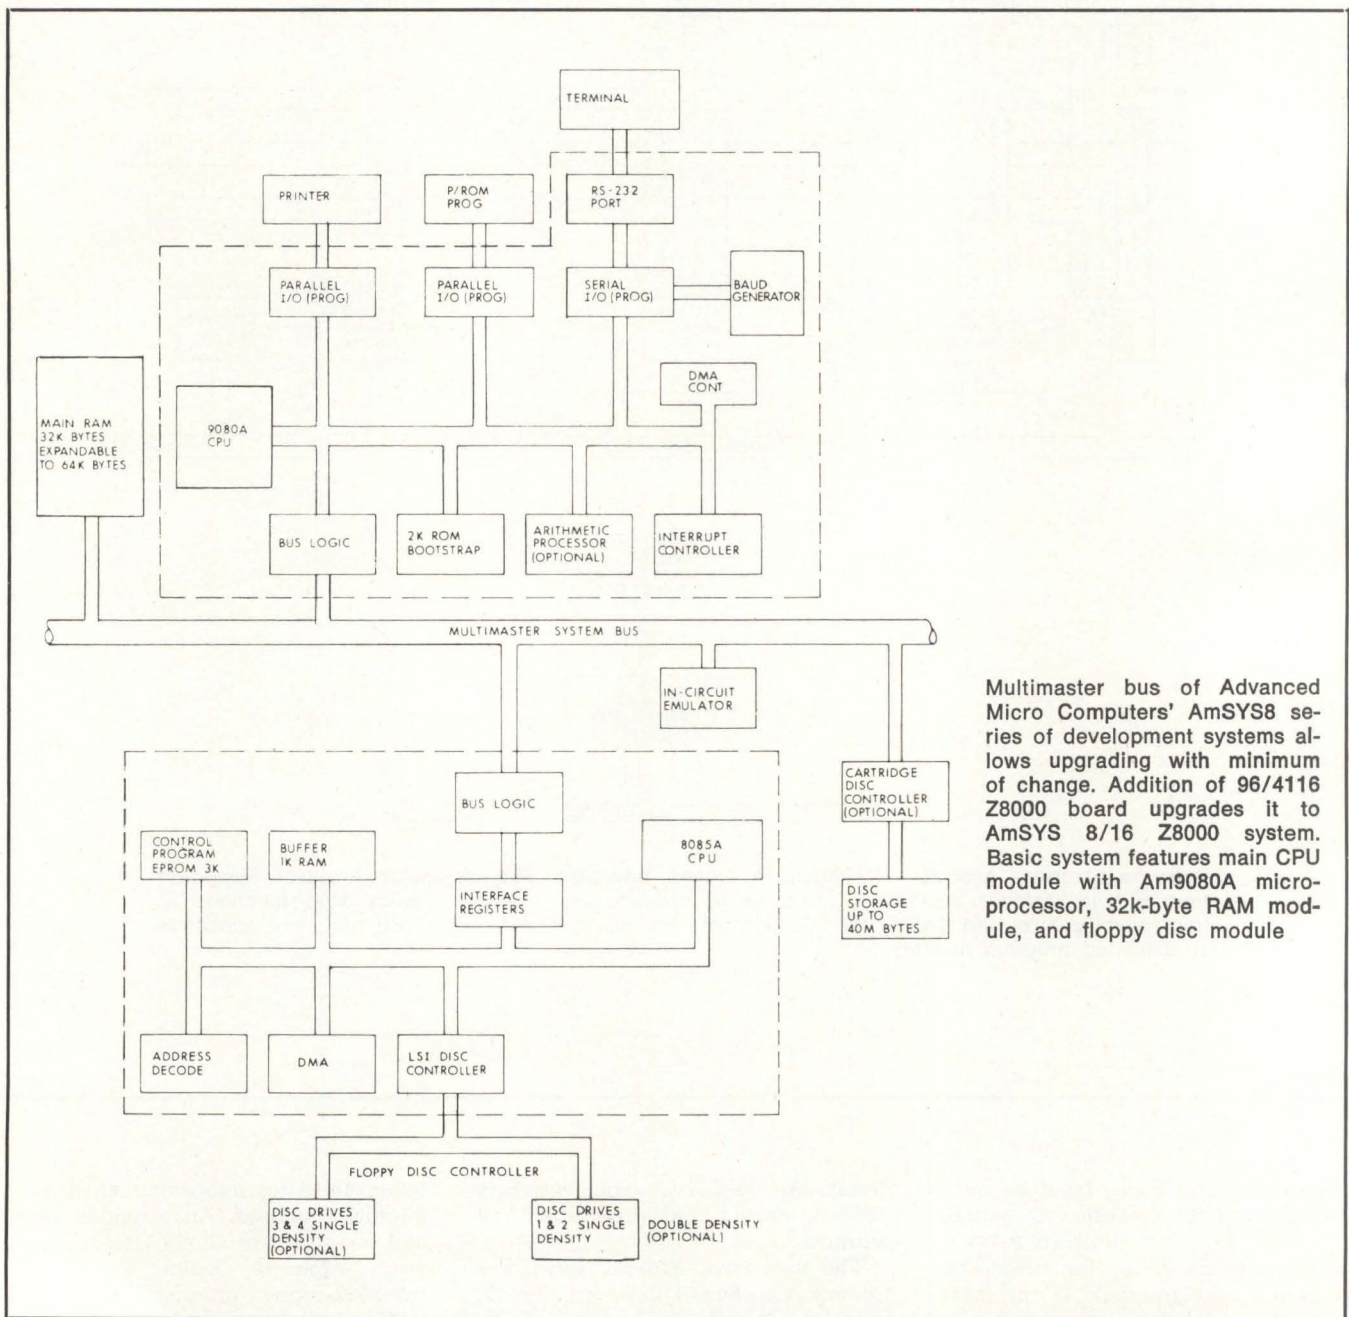 TERMINAL
PRINTER
P/ROM
PROG
RS-232
PORT
PARALLEL
I/O (PROG)
PARALLEL
I/O (PROG)
SERIAL
I/O (PROG)
BAUD
GENERATOR
DMA
CONT
MAIN RAM
32K BYTES
EXPANDABLE
TO 64K BYTES
9080A
CPU
BUS LOGIC
2K ROM
BOOTSTRAP
ARITHMETIC
PROCESSOR
(OPTIONAL)
INTERRUPT
CONTROLLER
MULTIMASTER SYSTEM BUS
IN-CIRCUIT
EMULATOR
Multimaster bus of Advanced
Micro Computers' AmSYS8 se-
ries of development systems al-
lows upgrading with minimum
of change. Addition of 96/4116
Z8000 board upgrades it to
AmSYS 8/16 Z8000 system.
Basic system features main CPU
module with Am9080A micro-
processor, 32k-byte RAM mod-
ule, and floppy disc module
BUS LOGIC
CARTRIDGE
DISC
CONTROLLER
(OPTIONAL)
CONTROL
PROGRAM
EPROM 3K
BUFFER
1K RAM
8085A
CPU
INTERFACE
REGISTERS
DISC
STORAGE
UP TO
40M BYTES
ADDRESS
DECODE
DMA
LSI DISC
CONTROLLER
FLOPPY DISC CONTROLLER
DISC DRIVES
3 & 4 SINGLE
DENSITY
(OPTIONAL)
DISC DRIVES
1 & 2 SINGLE
DENSITY
DOUBLE DENSITY
(OPTIONAL)